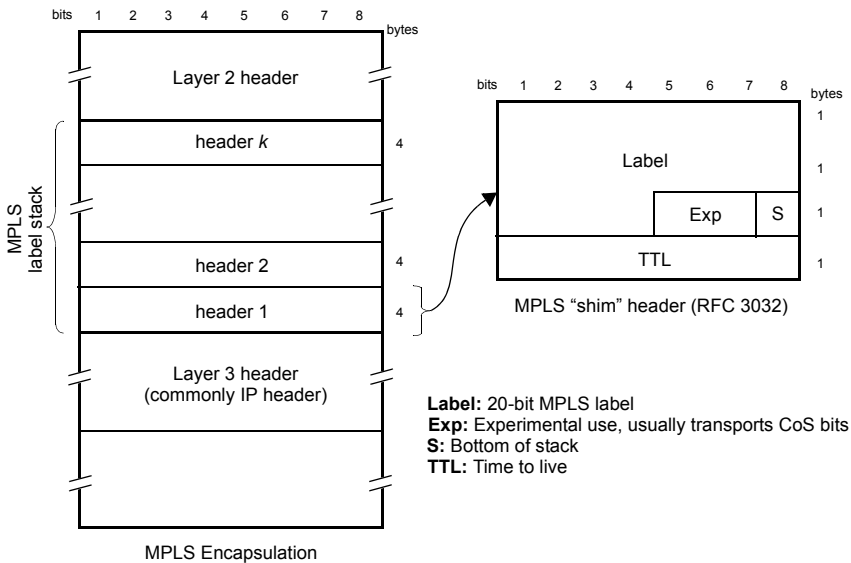 bits 1 2 3 4 5 6 7 8
bytes
Layer 2 header
header k
4
MPLS
label stack
header 2
4
header 1
4
Layer 3 header
(commonly IP header)
MPLS Encapsulation
bits 1 2 3 4 5 6 7 8
bytes
1
Label
1
Exp S
1
TTL
1
MPLS “shim” header (RFC 3032)
Label: 20-bit MPLS label
Exp: Experimental use, usually transports CoS bits
S: Bottom of stack
TTL: Time to live